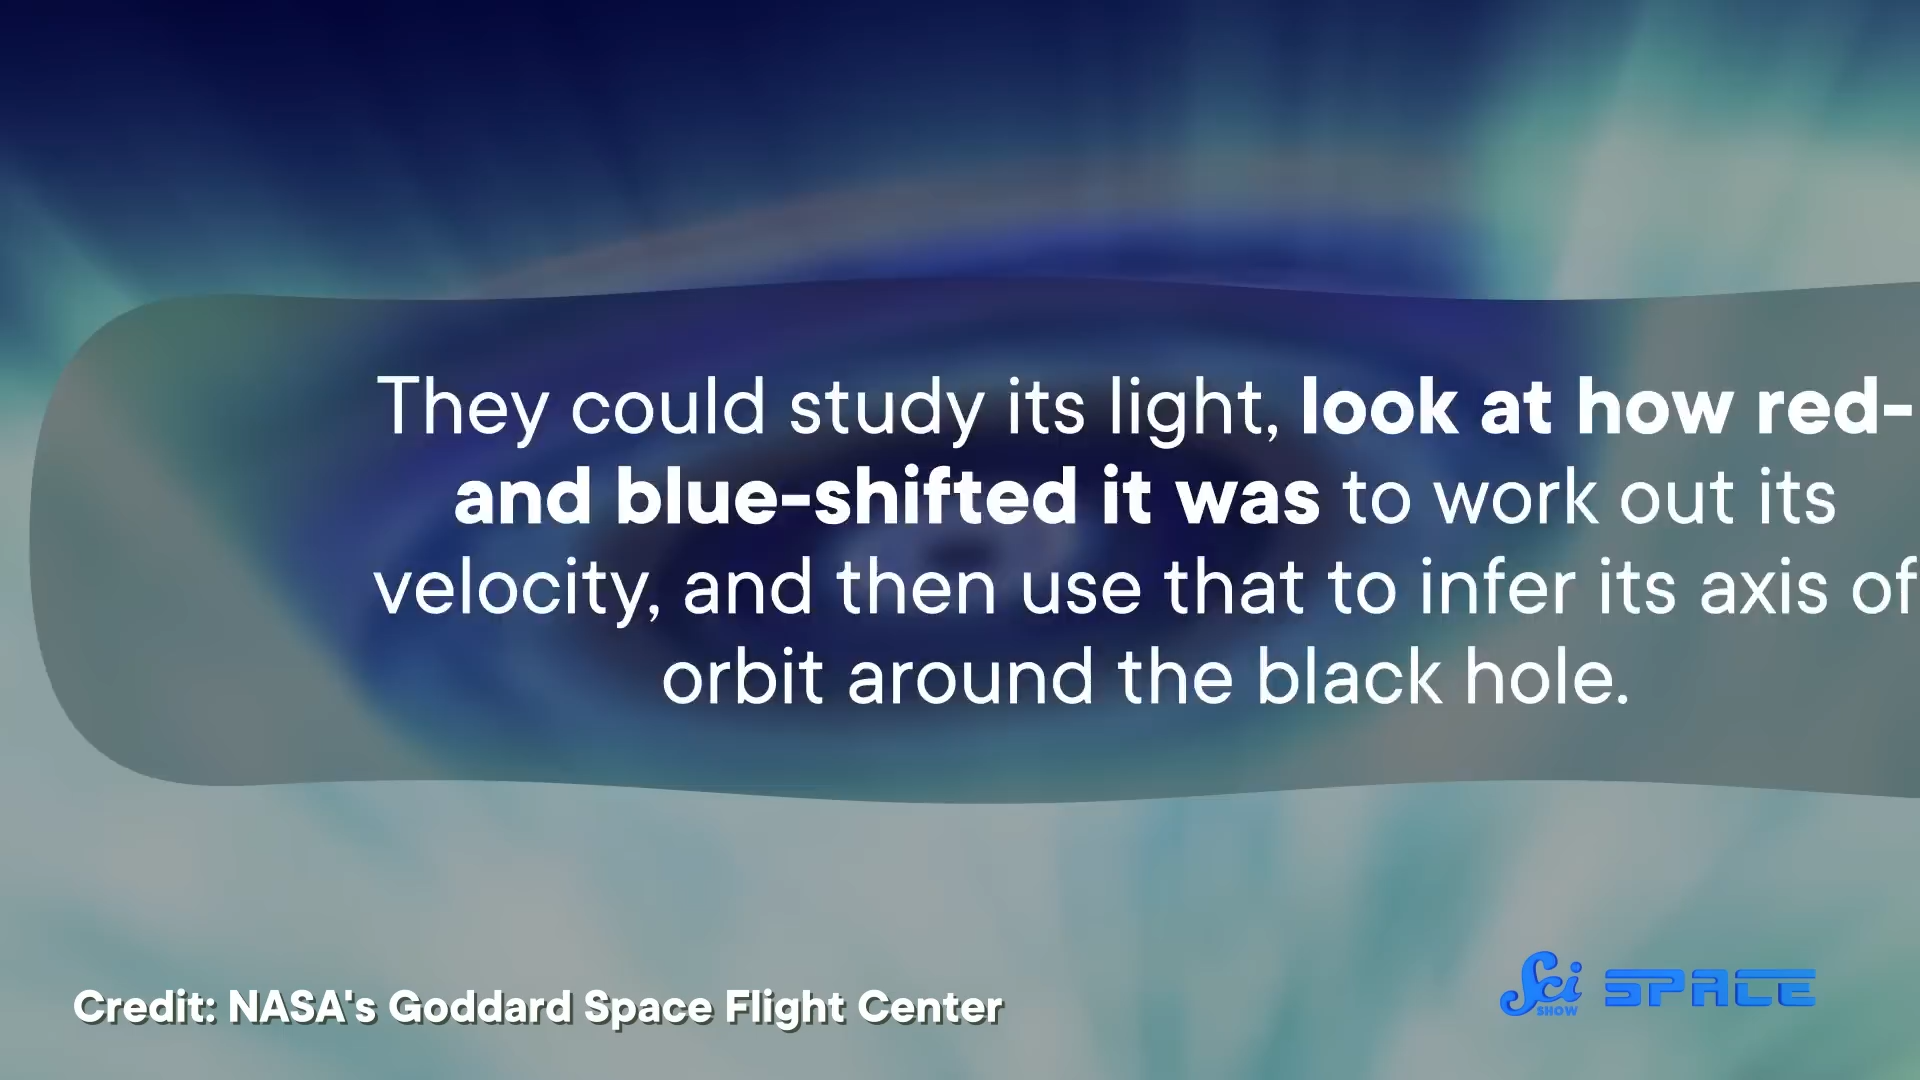 They could study its light, look at how red-
and blue-shifted it was to work out its
velocity, and then use that to infer its axis of
orbit around the black hole.
Credit: NASA's Goddard Space Flight Center
Sci SHOW SPACE